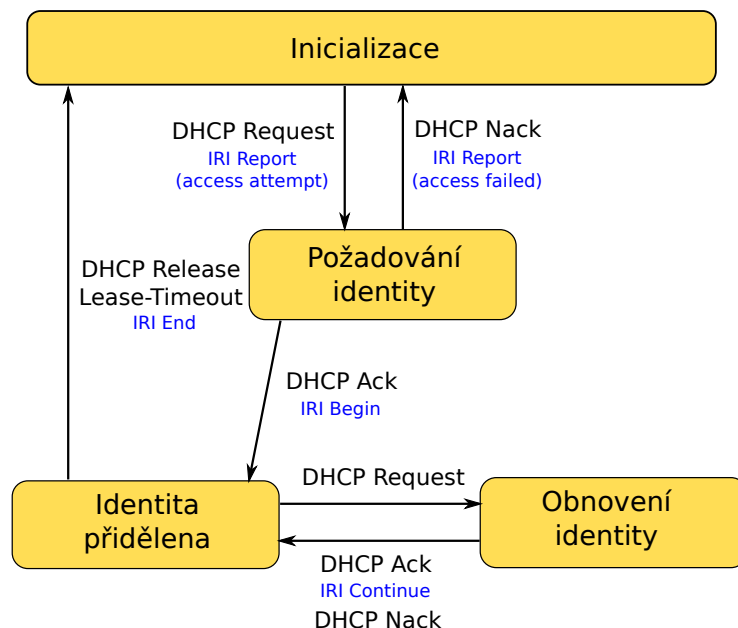 Inicializace
DHCP Request
IRI Report
(access attempt)
DHCP Nack
IRI Report
(access failed)
Požadování
identity
DHCP Release
Lease-Timeout
IRI End
DHCP Ack
IRI Begin
Identita
přidělena
DHCP Request
Obnovení
identity
DHCP Ack
IRI Continue
DHCP Nack